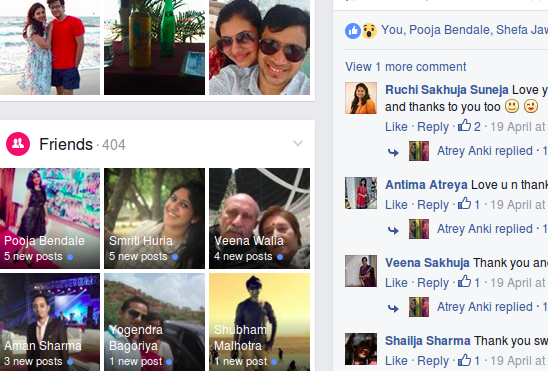 Friends · 404
Pooja Bendale
5 new posts
Smriti Huria
5 new posts
Veena Walia
4 new posts
Aman Sharma
3 new posts
Yogendra
Bagoriya
1 new post
Shubham
Malhotra
1 new post
You, Pooja Bendale, Shefa Jaw
View 1 more comment
Ruchi Sakhuja Suneja Love y
and thanks to you too
Like · Reply · 2 · 19 April at
Atrey Anki replied · 1
Antima Atreya Love u n thank
Like · Reply · 1 · 19 April at
Atrey Anki replied · 1
Veena Sakhuja Thank you and
Like · Reply · 1 · 19 April at
Atrey Anki replied · 1
Shailja Sharma Thank you sw
Like · Reply · 1 · 19 April at